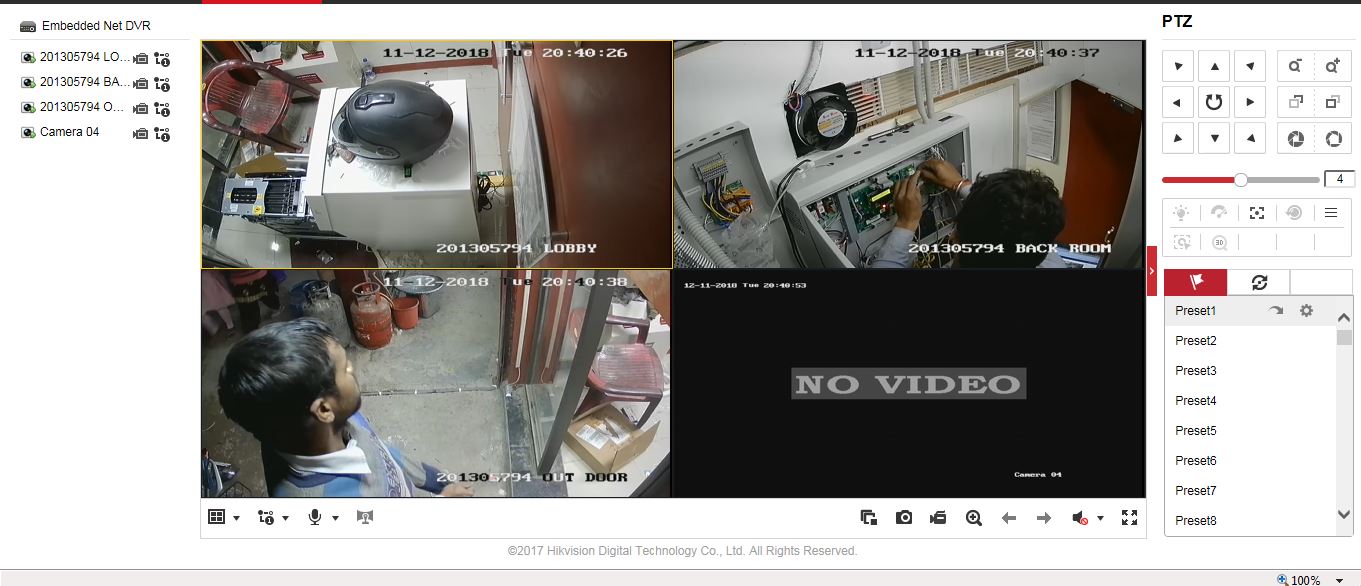 Embedded Net DVR
201305794 LO...
201305794 BA...
201305794 O...
Camera 04
11-12-2018 Tue 20:40:26
201305794 LOBBY
11-12-2018 Tue 20:40:37
201305794 BACK ROOM
11-12-2018 Tue 20:40:38
201305794 OUT DOOR
12-11-2018 Tue 20:40:53
NO VIDEO
Camera 04
©2017 Hikvision Digital Technology Co., Ltd. All Rights Reserved.
PTZ
4
3D
Preset1
Preset2
Preset3
Preset4
Preset5
Preset6
Preset7
Preset8
100%